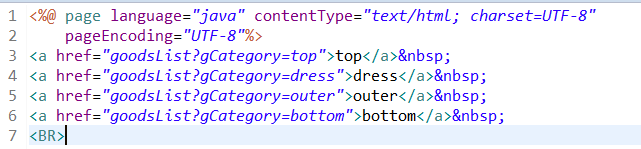 1 <%@ page language="java" contentType="text/html; charset=UTF-8"
2     pageEncoding="UTF-8"%>
3 <a href="goodsList?gCategory=top">top</a>&nbsp;
4 <a href="goodsList?gCategory=dress">dress</a>&nbsp;
5 <a href="goodsList?gCategory=outer">outer</a>&nbsp;
6 <a href="goodsList?gCategory=bottom">bottom</a>&nbsp;
7 <BR>